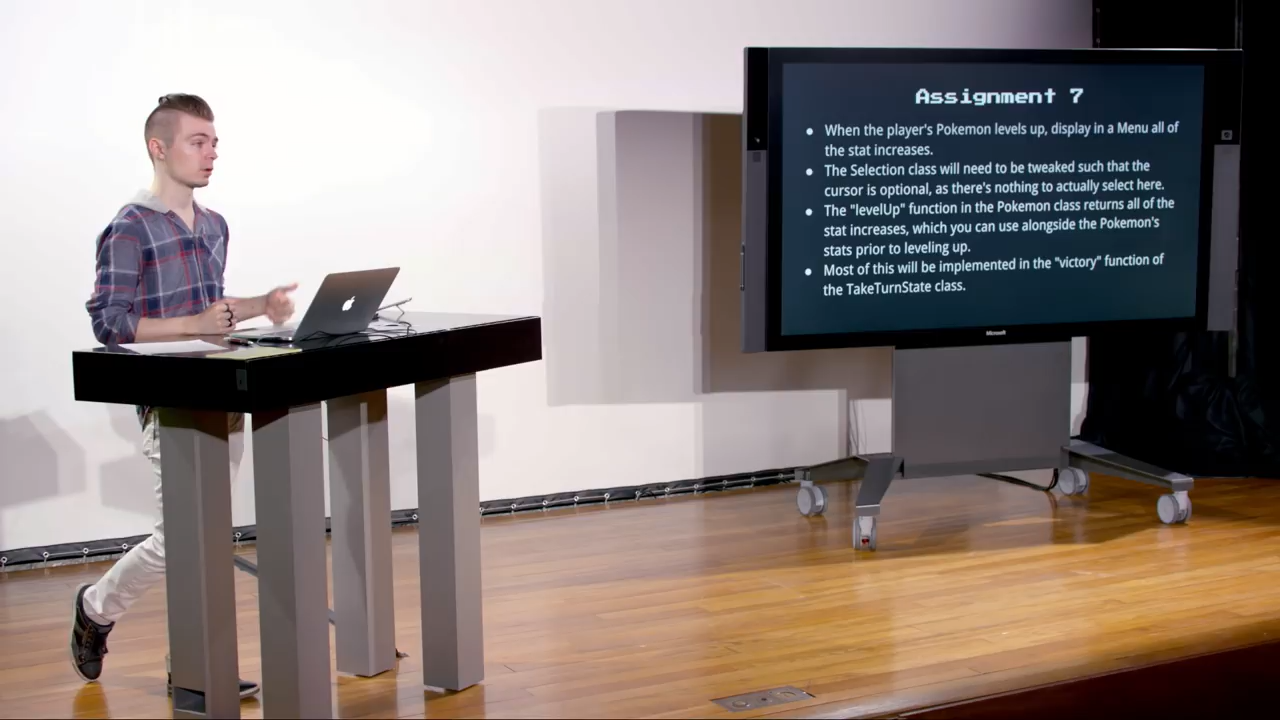 Assignment 7
● When the player's Pokemon levels up, display in a Menu all of
the stat increases.
● The Selection class will need to be tweaked such that the
cursor is optional, as there's nothing to actually select here.
● The "levelUp" function in the Pokemon class returns all of the
stat increases, which you can use alongside the Pokemon's
stats prior to leveling up.
● Most of this will be implemented in the "victory" function of
the TakeTurnState class.
Microsoft